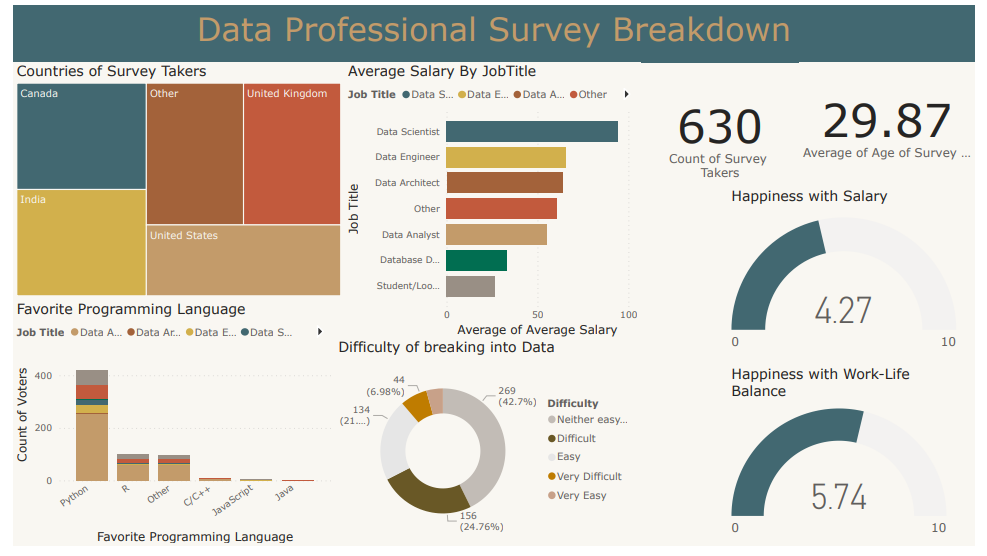 Data Professional Survey Breakdown
Countries of Survey Takers
Canada
Other
United Kingdom
India
United States
Average Salary By JobTitle
Job Title Data S... Data E... Data A... Other
Job Title
Data Scientist
Data Engineer
Data Architect
Other
Data Analyst
Database D...
Student/Loo...
0 50 100
Average of Average Salary
630
Count of Survey
Takers
29.87
Average of Age of Survey ...
Happiness with Salary
4.27
0 10
Favorite Programming Language
Job Title Data A... Data Ar... Data E... Data S...
Count of Voters
400
200
0
Python R Other C/C++ JavaScript Java
Favorite Programming Language
Difficulty of breaking into Data
44
(6.98%)
269
(42.7%)
134
(21....)
156
(24.76%)
Difficulty
Neither easy...
Difficult
Easy
Very Difficult
Very Easy
Happiness with Work-Life
Balance
5.74
0 10